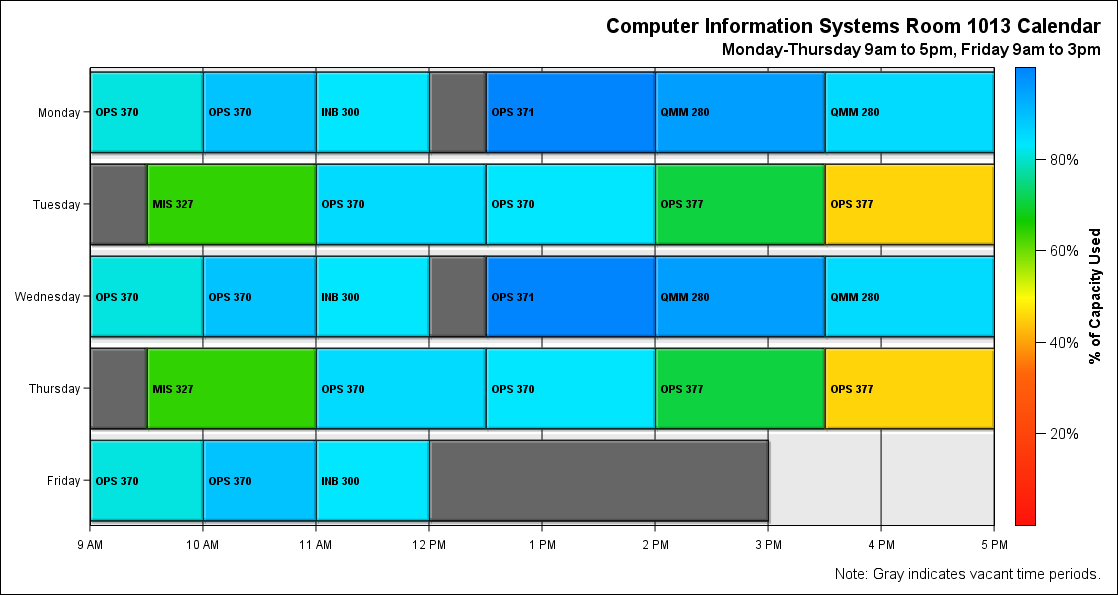 Computer Information Systems Room 1013 Calendar
Monday-Thursday 9am to 5pm, Friday 9am to 3pm
Monday OPS 370 OPS 370 INB 300 OPS 371 QMM 280 QMM 280
80%
Tuesday MIS 327 OPS 370 OPS 370 OPS 377 OPS 377
60%
Wednesday OPS 370 OPS 370 INB 300 OPS 371 QMM 280 QMM 280
% of Capacity Used
40%
Thursday MIS 327 OPS 370 OPS 370 OPS 377 OPS 377
20%
Friday OPS 370 OPS 370 INB 300
9 AM 10 AM 11 AM 12 PM 1 PM 2 PM 3 PM 4 PM 5 PM
Note: Gray indicates vacant time periods.